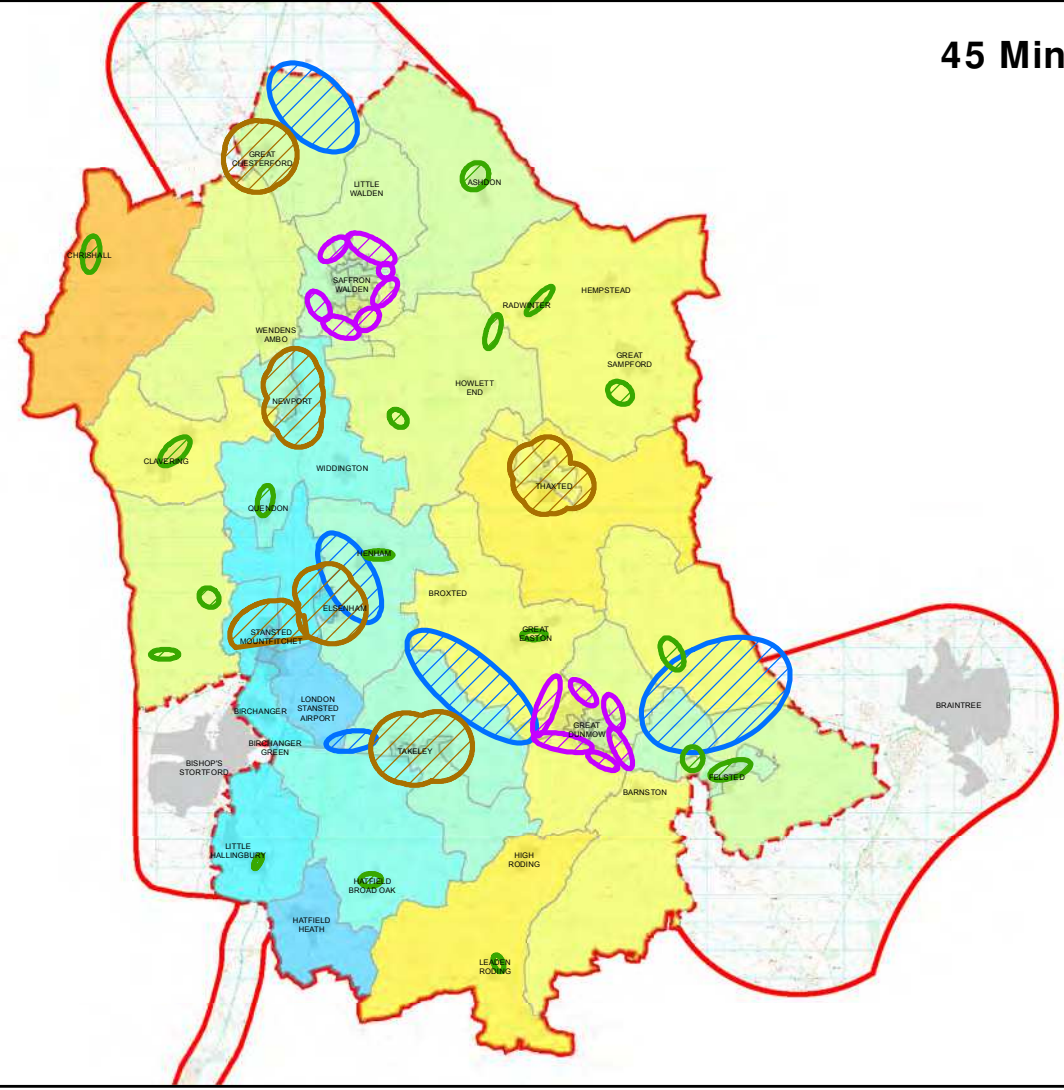 45 Min
GREAT
CHESTERFORD
LITTLE
WALDEN
ASHDON
CHRISHALL
SAFFRON
WALDEN
HEMPSTEAD
RADWINTER
WENDENS
AMBO
GREAT
SAMPFORD
HOWLETT
END
NEWPORT
CLAVERING
WIDDINGTON
THAXTED
QUENDON
HENHAM
BROXTED
ELSENHAM
STANSTED
MOUNTFITCHET
GREAT
EASTON
LONDON
STANSTED
AIRPORT
BIRCHANGER
BRAINTREE
GREAT
DUNMOW
BIRCHANGER
GREEN
TAKELEY
BISHOP'S
STORTFORD
FELSTED
BARNSTON
LITTLE
HALLINGBURY
HIGH
RODING
HATFIELD
BROAD OAK
HATFIELD
HEATH
LEADEN
RODING